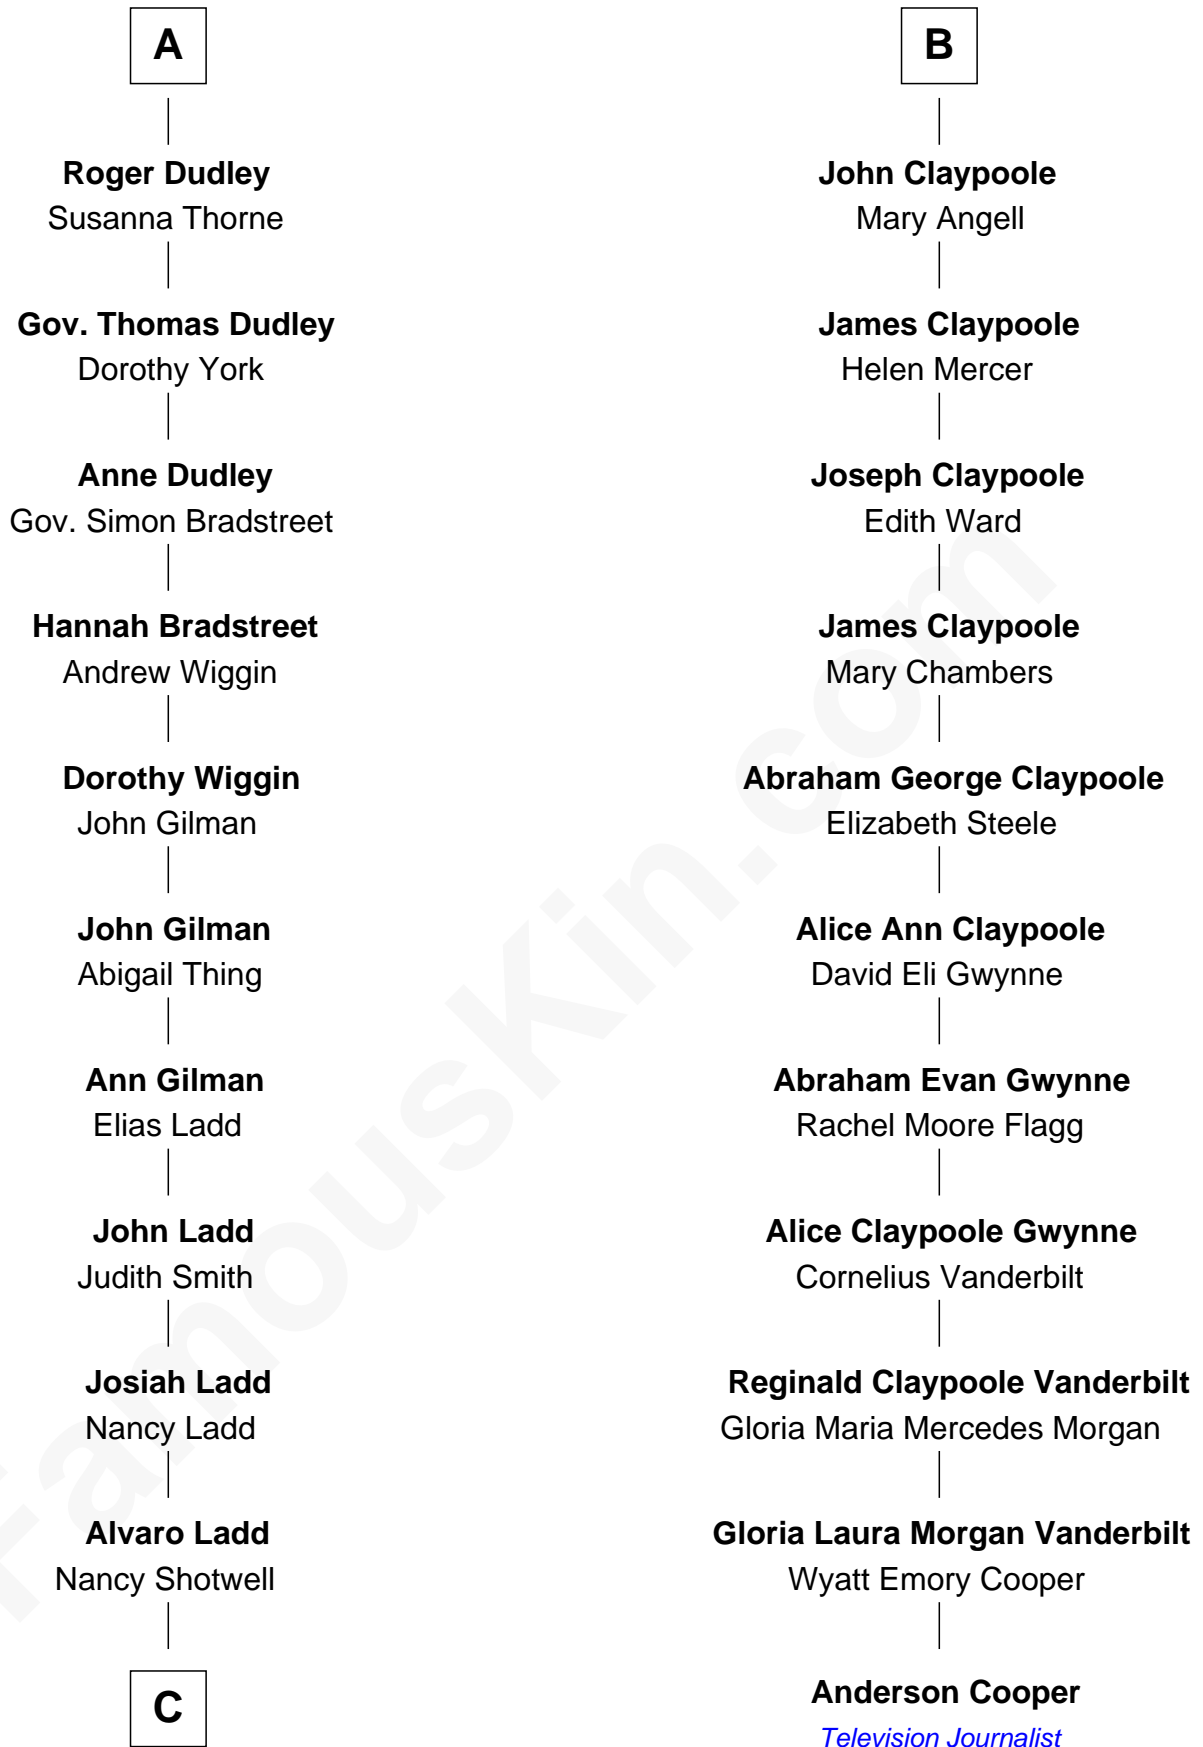 A
Roger Dudley
Susanna Thorne
Gov. Thomas Dudley
Dorothy York
Anne Dudley
Gov. Simon Bradstreet
Hannah Bradstreet
Andrew Wiggin
Dorothy Wiggin
John Gilman
John Gilman
Abigail Thing
Ann Gilman
Elias Ladd
John Ladd
Judith Smith
Josiah Ladd
Nancy Ladd
Alvaro Ladd
Nancy Shotwell
C
B
John Claypoole
Mary Angell
James Claypoole
Helen Mercer
Joseph Claypoole
Edith Ward
James Claypoole
Mary Chambers
Abraham George Claypoole
Elizabeth Steele
Alice Ann Claypoole
David Eli Gwynne
Abraham Evan Gwynne
Rachel Moore Flagg
Alice Claypoole Gwynne
Cornelius Vanderbilt
Reginald Claypoole Vanderbilt
Gloria Maria Mercedes Morgan
Gloria Laura Morgan Vanderbilt
Wyatt Emory Cooper
Anderson Cooper
Television Journalist
FamousKin.com